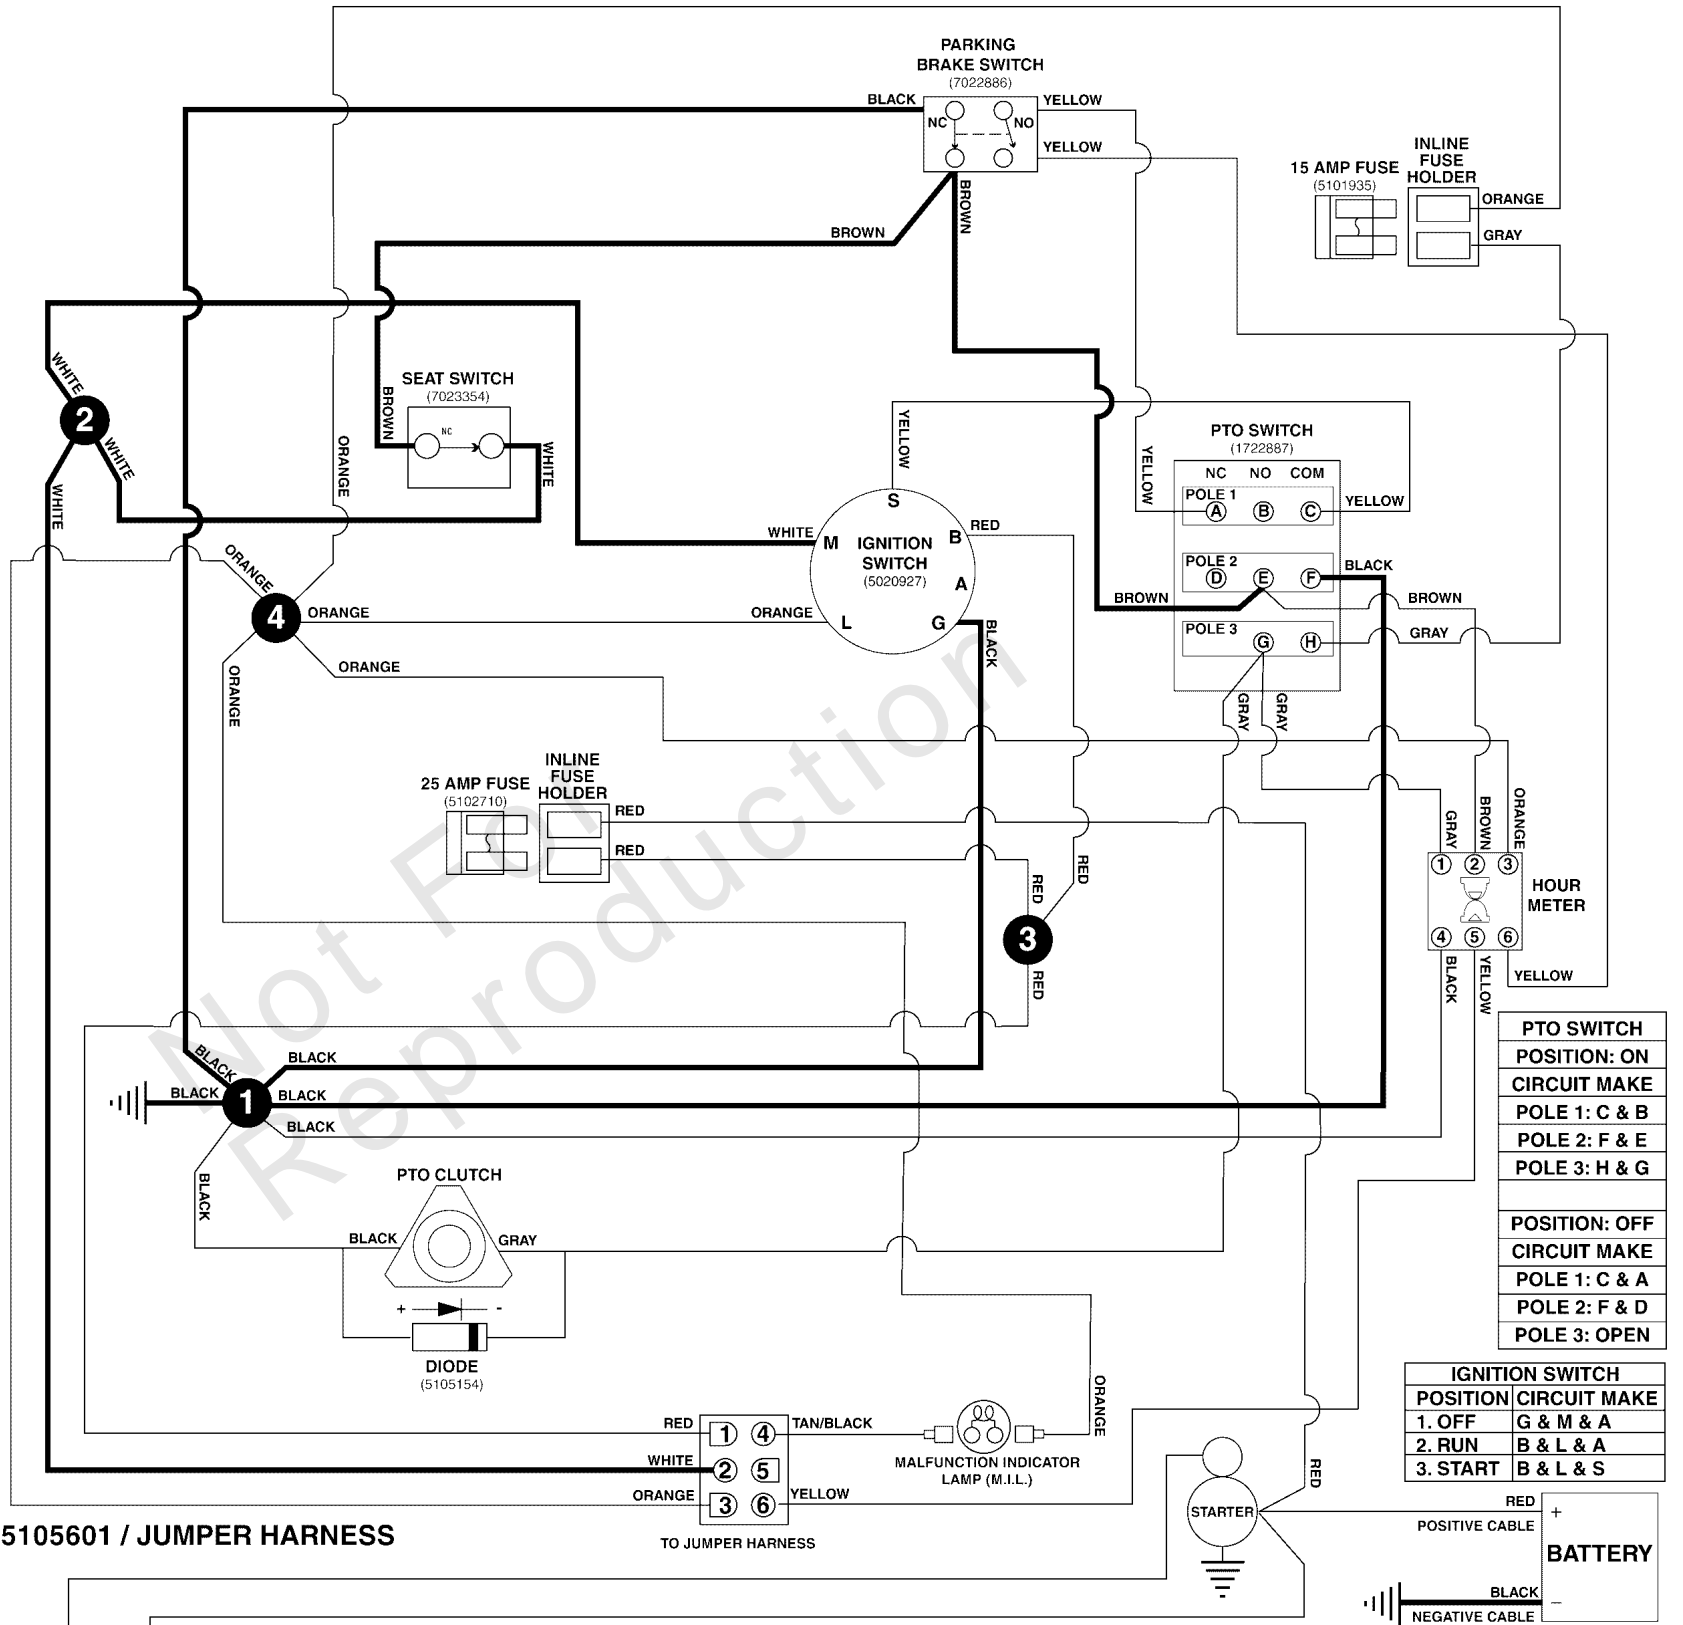 PARKING
BRAKE SWITCH
(7022886)
BLACK
NC
NO
YELLOW
YELLOW
BROWN
BROWN
15 AMP FUSE
(5101935)
INLINE
FUSE
HOLDER
ORANGE
GRAY
WHITE
2
WHITE
WHITE
SEAT SWITCH
(7023354)
NC
BROWN
WHITE
ORANGE
YELLOW
YELLOW
PTO SWITCH
(1722887)
NC NO COM
POLE 1
A B C
YELLOW
POLE 2
D E F
BLACK
BROWN
BROWN
POLE 3
G H
GRAY
GRAY
GRAY
S
WHITE
M
IGNITION
SWITCH
(5020927)
B
RED
A
L
G
BLACK
ORANGE
4
ORANGE
ORANGE
ORANGE
ORANGE
25 AMP FUSE
(5102710)
INLINE
FUSE
HOLDER
RED
RED
RED
RED
3
RED
GRAY
BROWN
ORANGE
1 2 3
HOUR
METER
4 5 6
BLACK
YELLOW
YELLOW
Not For
Reproduction
BLACK
BLACK
BLACK
1
BLACK
BLACK
BLACK
PTO CLUTCH
BLACK
GRAY
+ -
DIODE
(5105154)
PTO SWITCH
POSITION: ON
CIRCUIT MAKE
POLE 1: C & B
POLE 2: F & E
POLE 3: H & G
POSITION: OFF
CIRCUIT MAKE
POLE 1: C & A
POLE 2: F & D
POLE 3: OPEN
IGNITION SWITCH
POSITION CIRCUIT MAKE
1. OFF G & M & A
2. RUN B & L & A
3. START B & L & S
RED 1 4 TAN/BLACK
WHITE 2 5
ORANGE 3 6 YELLOW
TO JUMPER HARNESS
MALFUNCTION INDICATOR
LAMP (M.I.L.)
ORANGE
RED
STARTER
RED
POSITIVE CABLE
+
BATTERY
BLACK
NEGATIVE CABLE
–
5105601 / JUMPER HARNESS